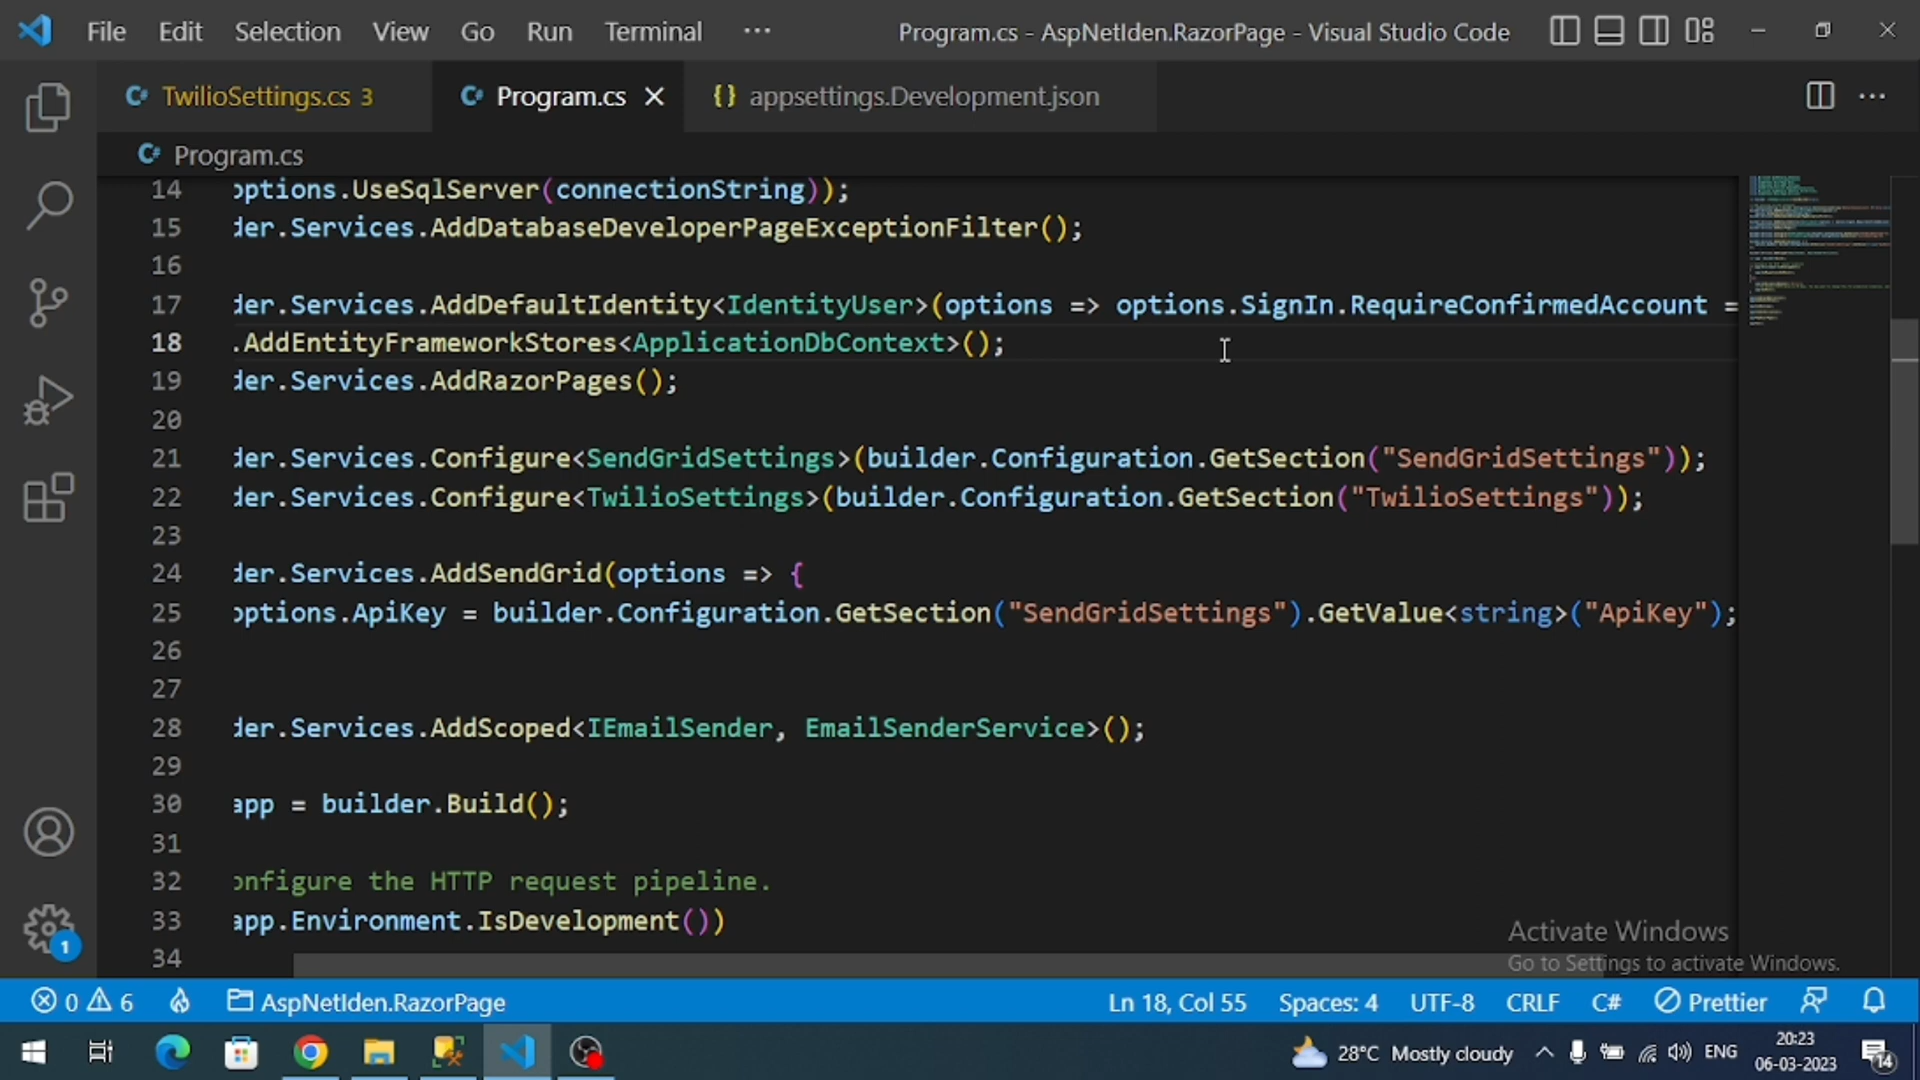 File Edit Selection View Go Run Terminal ··· Program.cs - AspNetIden.RazorPage - Visual Studio Code
TwilioSettings.cs 3 Program.cs {} appsettings.Development.json
Program.cs
14 options.UseSqlServer(connectionString));
15 der.Services.AddDatabaseDeveloperPageExceptionFilter();
16
17 der.Services.AddDefaultIdentity<IdentityUser>(options => options.SignIn.RequireConfirmedAccount =
18 .AddEntityFrameworkStores<ApplicationDbContext>();
19 der.Services.AddRazorPages();
20
21 der.Services.Configure<SendGridSettings>(builder.Configuration.GetSection("SendGridSettings"));
22 der.Services.Configure<TwilioSettings>(builder.Configuration.GetSection("TwilioSettings"));
23
24 der.Services.AddSendGrid(options => {
25 options.ApiKey = builder.Configuration.GetSection("SendGridSettings").GetValue<string>("ApiKey");
26
27
28 der.Services.AddScoped<IEmailSender, EmailSenderService>();
29
30 app = builder.Build();
31
32 onfigure the HTTP request pipeline.
33 app.Environment.IsDevelopment())
34
1
Activate Windows
Go to Settings to activate Windows.
0 6 AspNetIden.RazorPage Ln 18, Col 55 Spaces: 4 UTF-8 CRLF C# Prettier
28°C Mostly cloudy ENG 20:23
06-03-2023
14